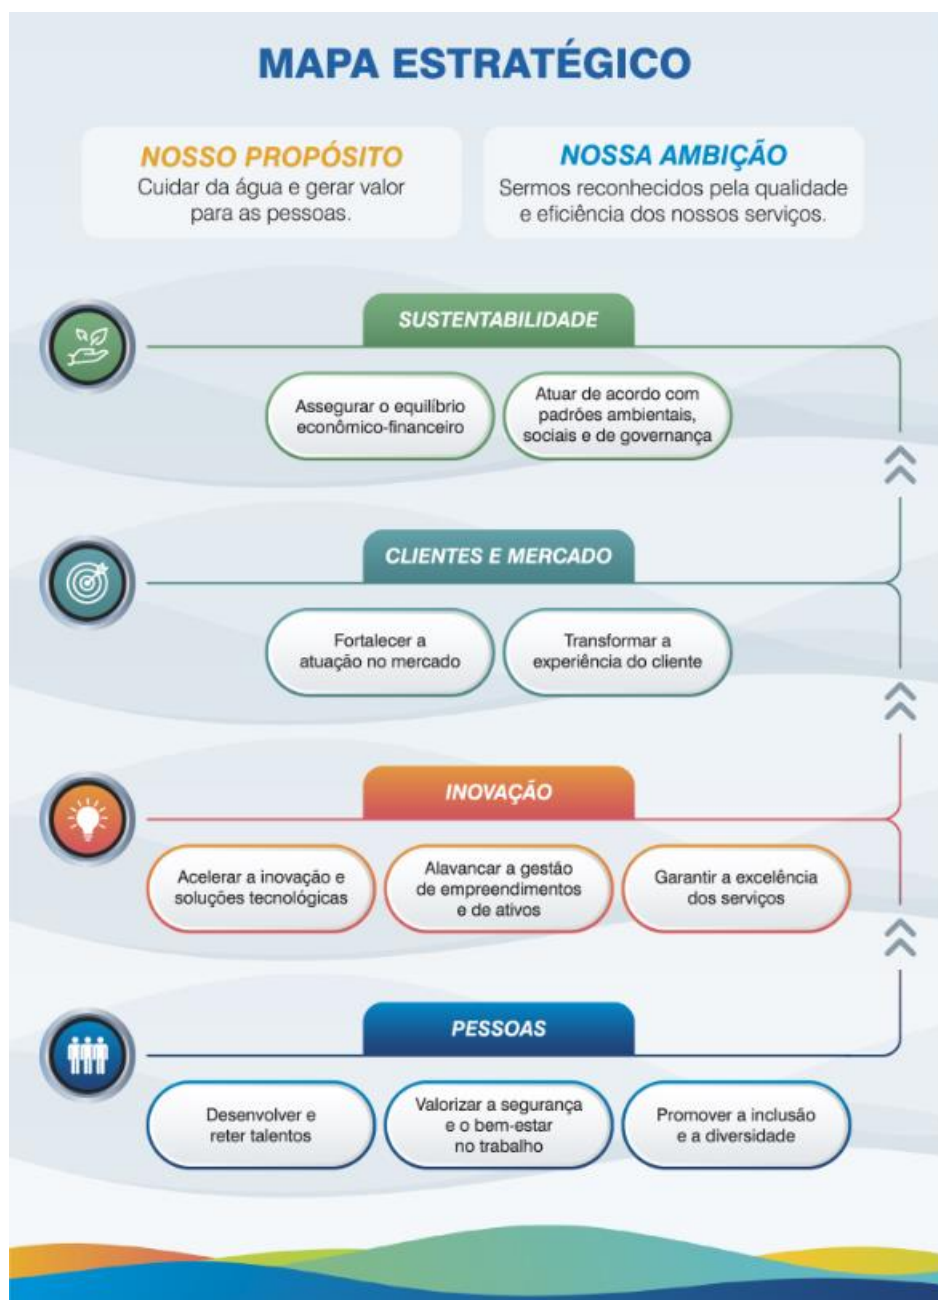 MAPA ESTRATÉGICO
NOSSO PROPÓSITO
Cuidar da água e gerar valor
para as pessoas.
NOSSA AMBIÇÃO
Sermos reconhecidos pela qualidade
e eficiência dos nossos serviços.
SUSTENTABILIDADE
Assegurar o equilíbrio
econômico-financeiro
Atuar de acordo com
padrões ambientais,
sociais e de governança
CLIENTES E MERCADO
Fortalecer a
atuação no mercado
Transformar a
experiência do cliente
INOVAÇÃO
Acelerar a inovação e
soluções tecnológicas
Alavancar a gestão
de empreendimentos
e de ativos
Garantir a excelência
dos serviços
PESSOAS
Desenvolver e
reter talentos
Valorizar a segurança
e o bem-estar
no trabalho
Promover a inclusão
e a diversidade